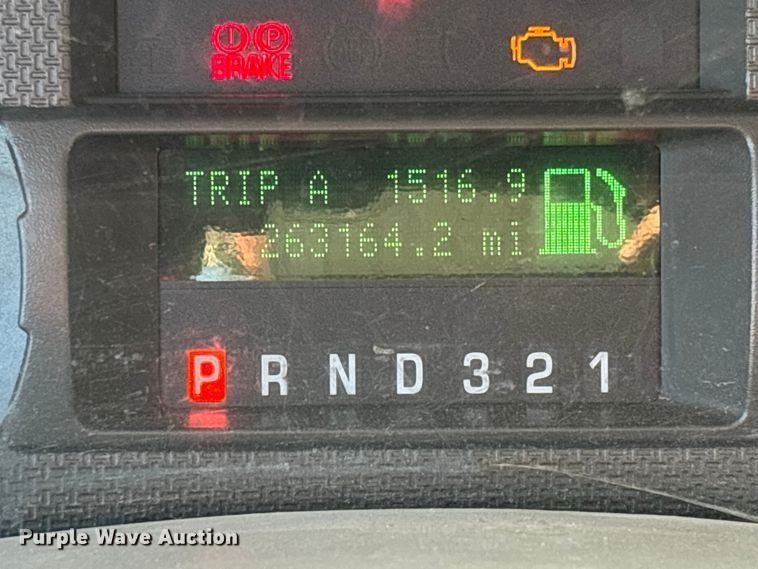 ! P
BRAKE
TRIP A 1516.9
263164.2 mi
P R N D 3 2 1
Purple Wave Auction